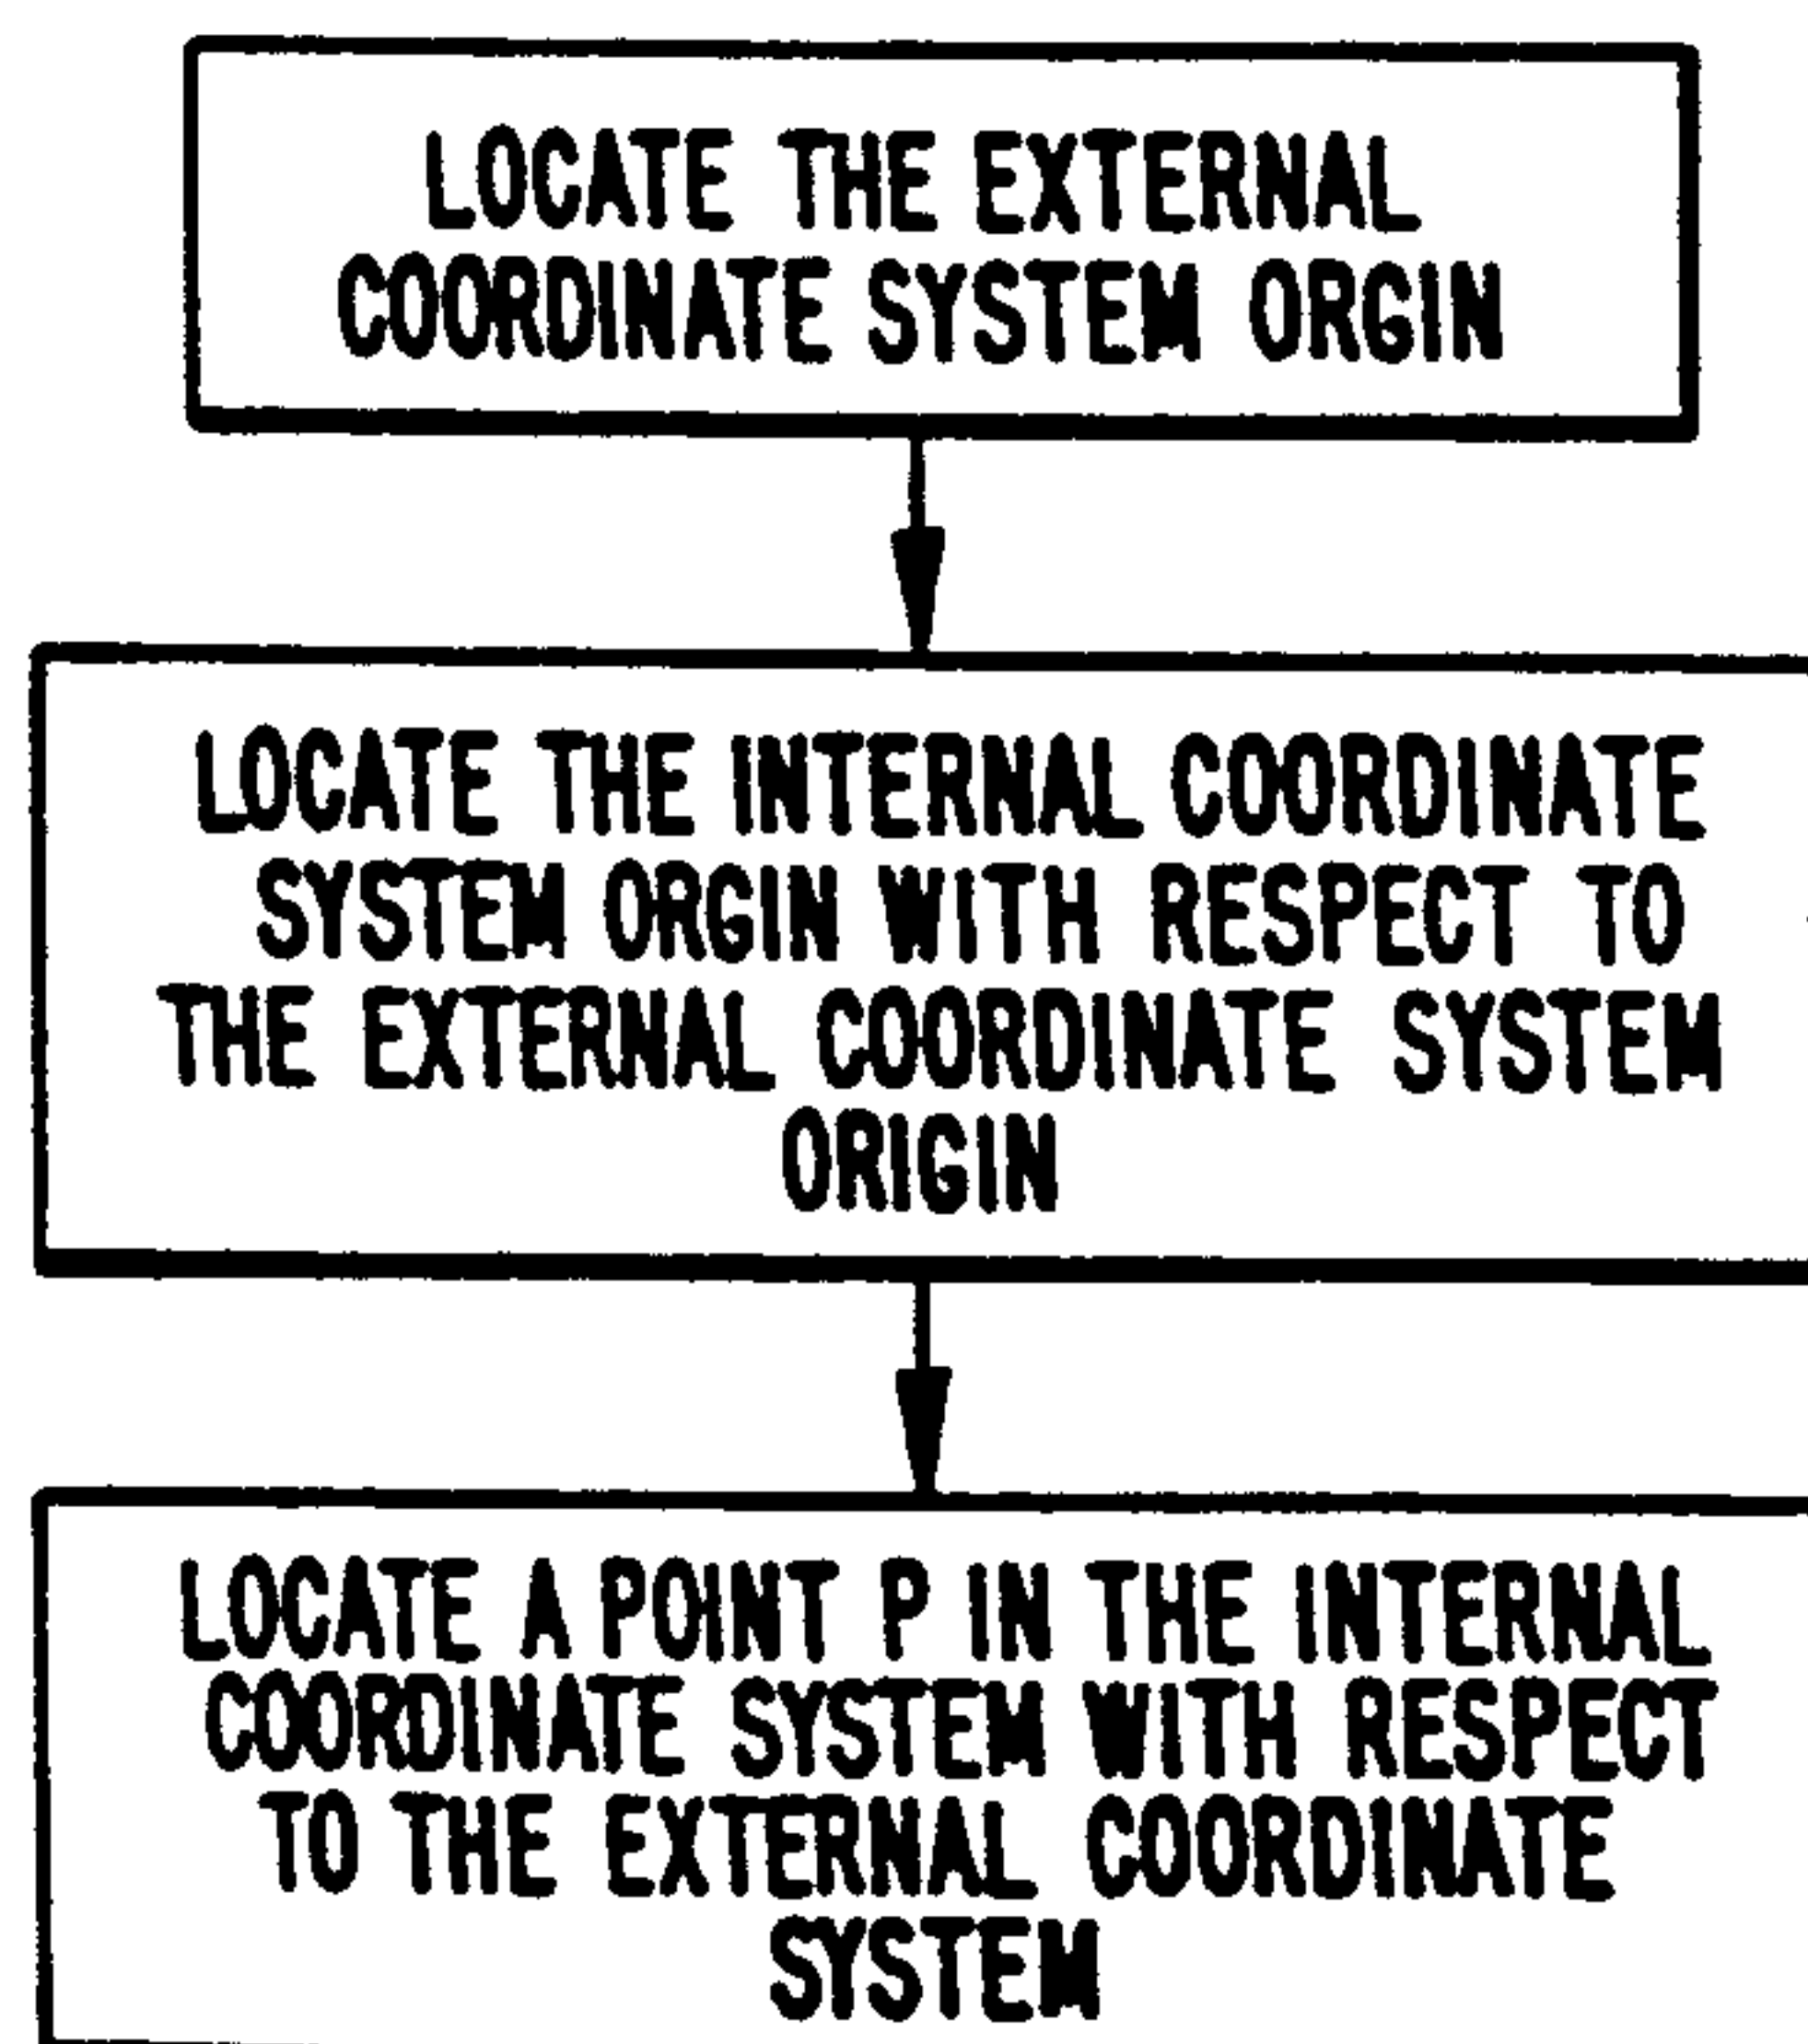 LOCATE THE EXTERNAL
COORDINATE SYSTEM ORGIN
LOCATE THE INTERNAL COORDINATE
SYSTEM ORGIN WITH RESPECT TO
THE EXTERNAL COORDINATE SYSTEM
ORIGIN
LOCATE A POINT P IN THE INTERNAL
COORDINATE SYSTEM WITH RESPECT
TO THE EXTERNAL COORDINATE
SYSTEM